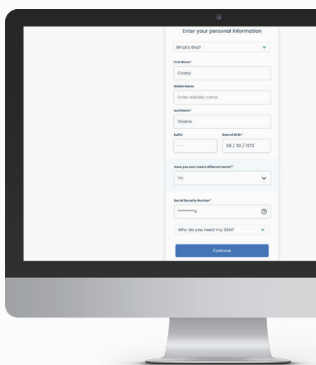 Enter your personal information
What's this?
First Name*
Casey
Middle Name
Enter middle name
Last Name*
Owens
Suffix Date of Birth*
- - 08 / 30 / 1972
Have you ever used a different name?*
No
Social Security Number*
Why do you need my SSN?
Continue